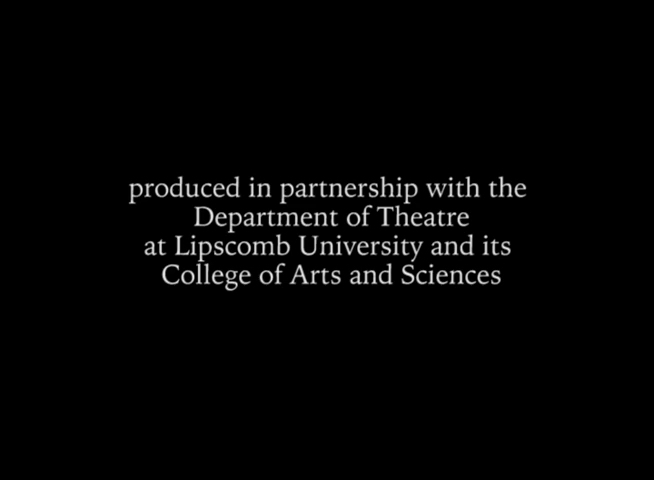 produced in partnership with the
Department of Theatre
at Lipscomb University and its
College of Arts and Sciences